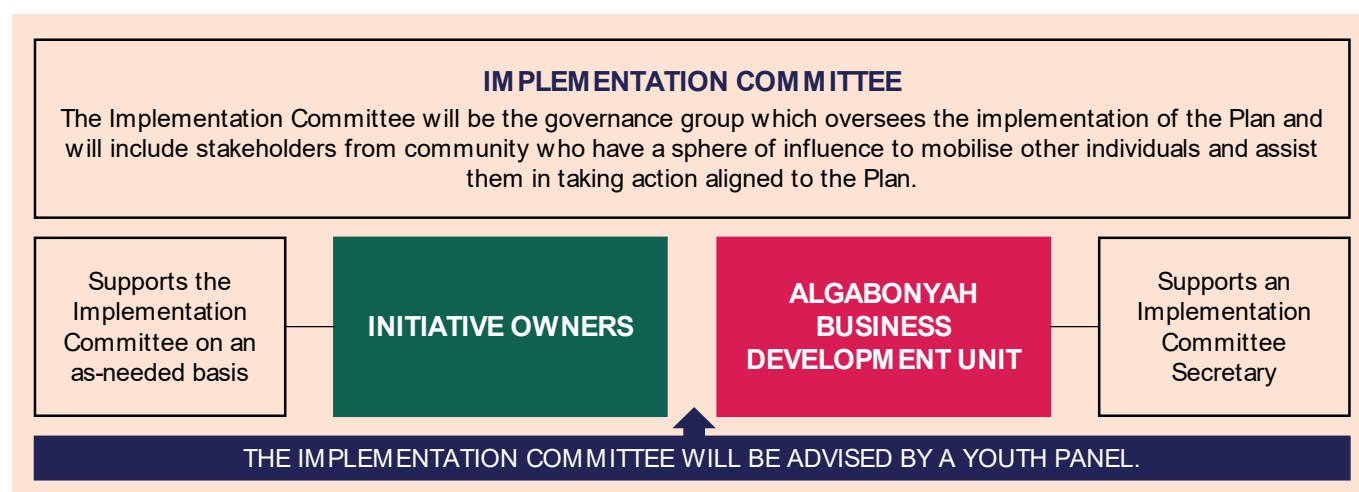 IMPLEMENTATION COMMITTEE
The Implementation Committee will be the governance group which oversees the implementation of the Plan and
will include stakeholders from community who have a sphere of influence to mobilise other individuals and assist
them in taking action aligned to the Plan.
Supports the
Implementation
Committee on an
as-needed basis
INITIATIVE OWNERS
ALGABONYAH
BUSINESS
DEVELOPMENT UNIT
Supports an
Implementation
Committee
Secretary
THE IMPLEMENTATION COMMITTEE WILL BE ADVISED BY A YOUTH PANEL.